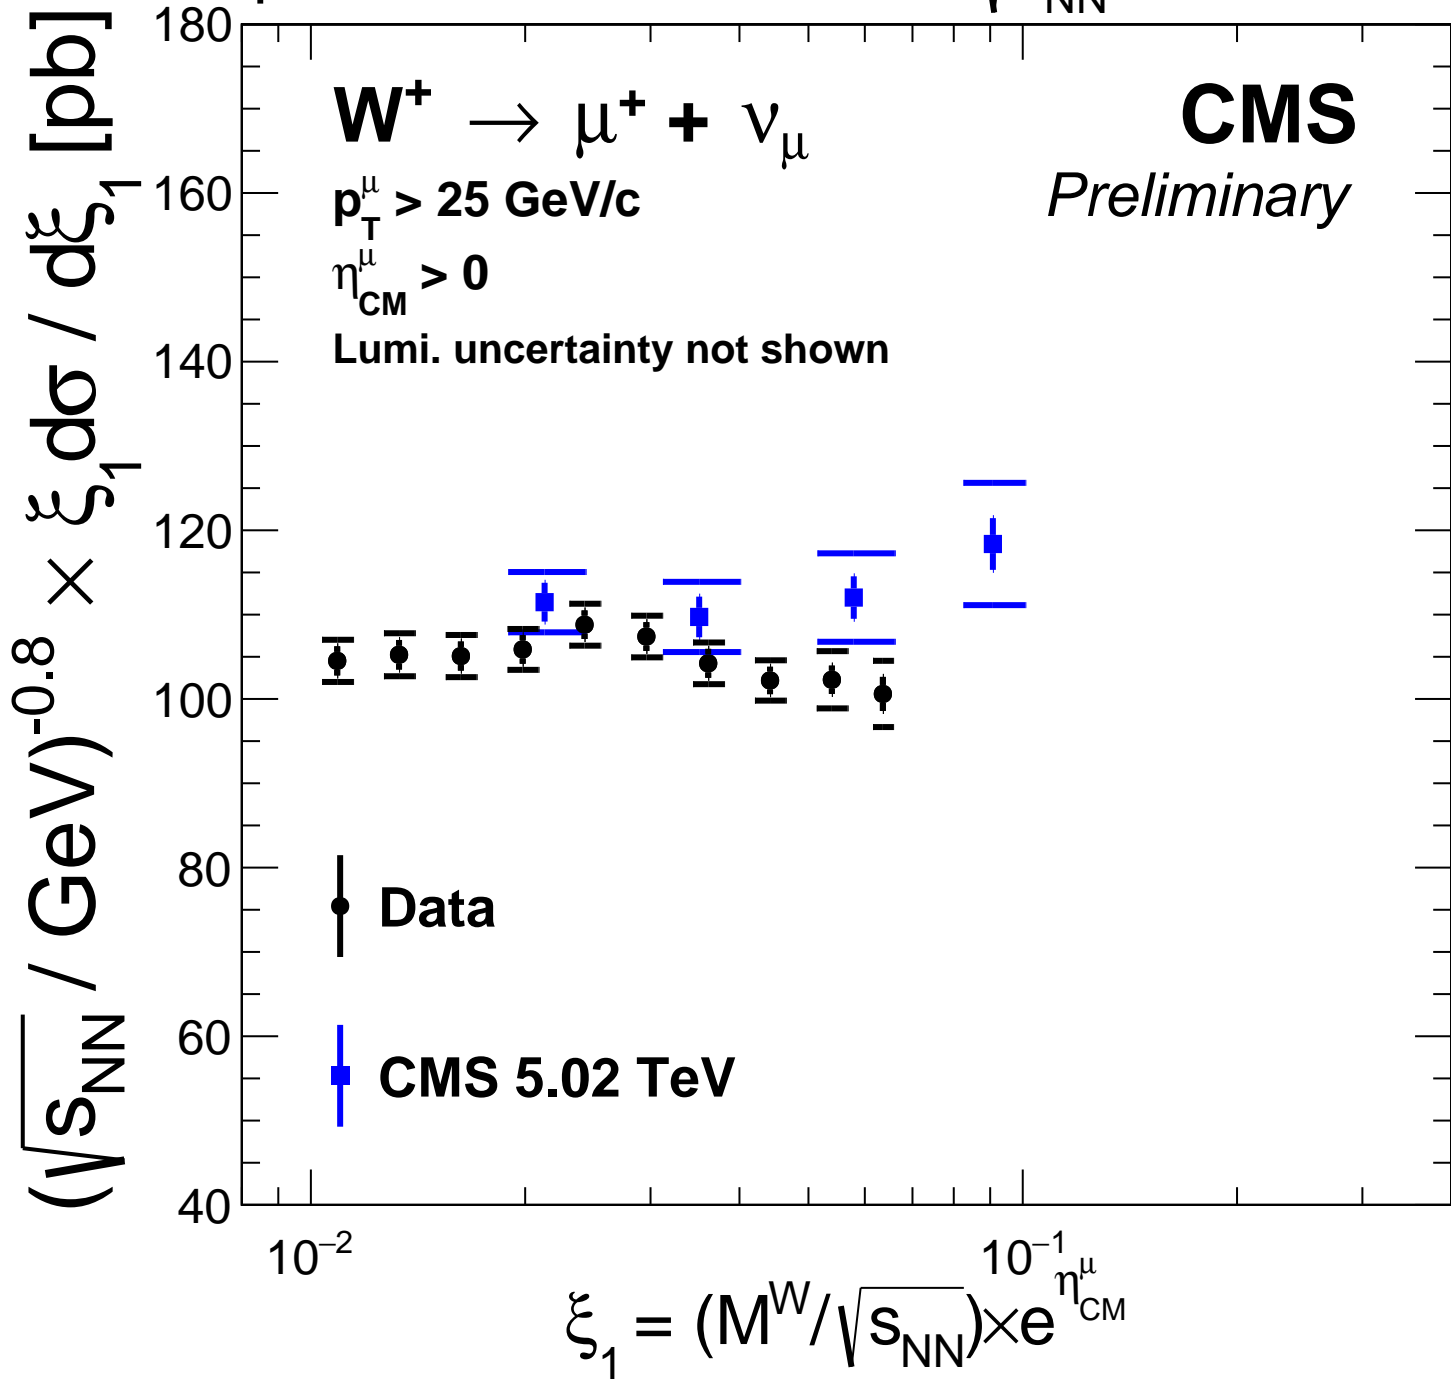 NN
180
160
140
120
100
80
60
40
(√s_NN / GeV)^-0.8 × ξ_1 dσ / dξ_1 [pb]
W⁺ → μ⁺ + ν_μ
CMS
Preliminary
p_T^μ > 25 GeV/c
η_CM^μ > 0
Lumi. uncertainty not shown
Data
CMS 5.02 TeV
10⁻²
10⁻¹
ξ_1 = (M^W/√s_NN)×e^η_CM^μ